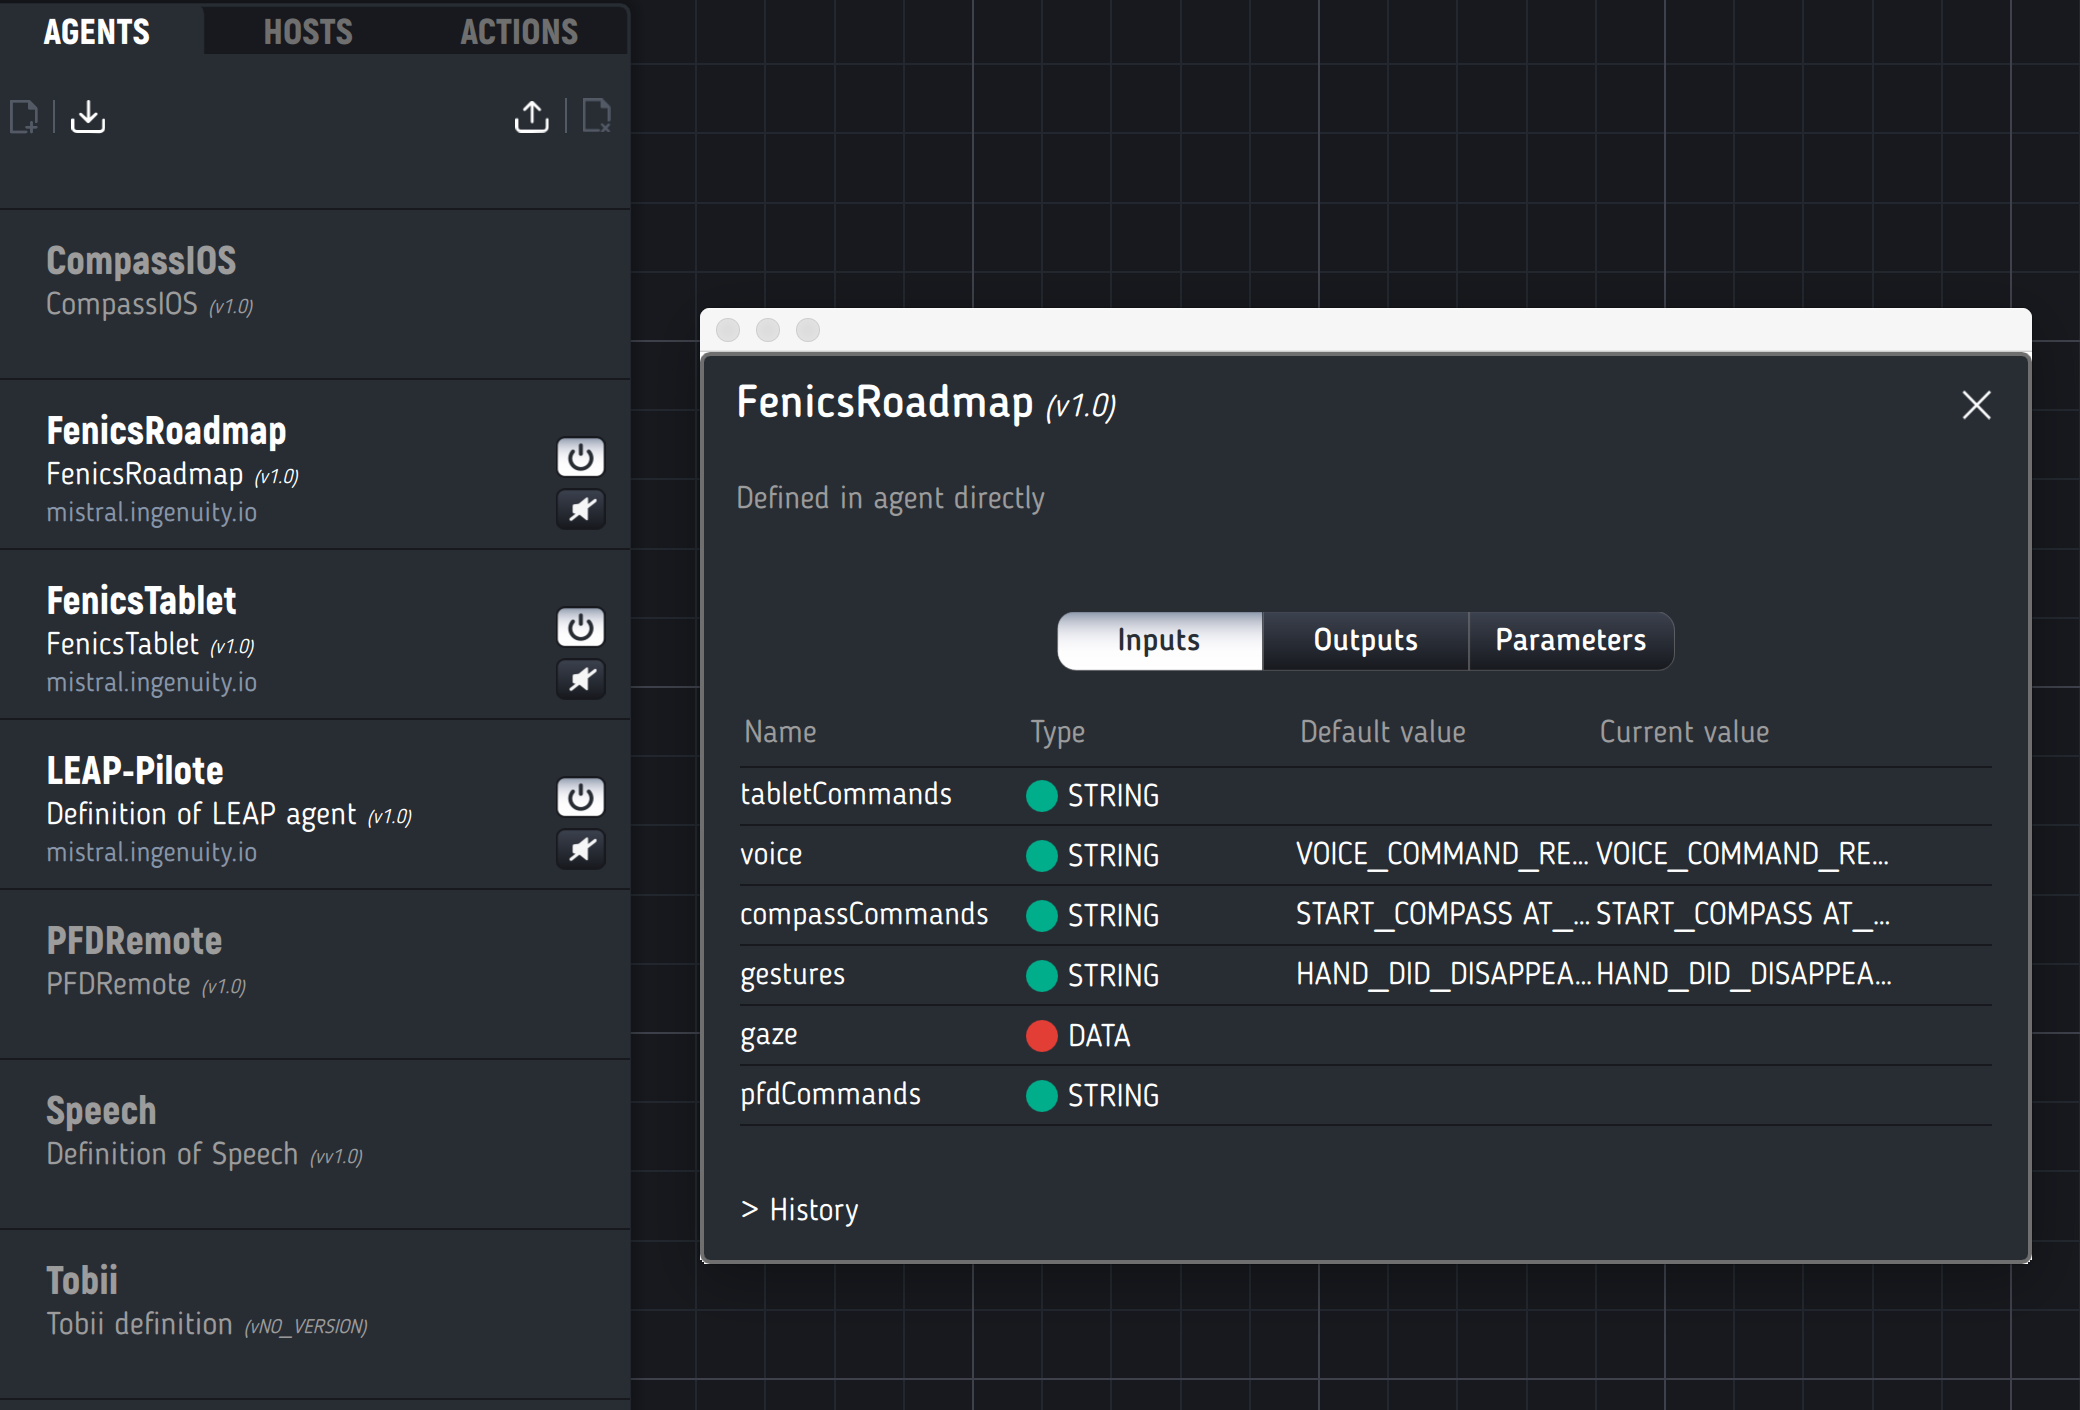 AGENTS HOSTS ACTIONS
CompassIOS
CompassIOS (v1.0)
FenicsRoadmap
FenicsRoadmap (v1.0)
mistral.ingenuity.io
FenicsTablet
FenicsTablet (v1.0)
mistral.ingenuity.io
LEAP-Pilote
Definition of LEAP agent (v1.0)
mistral.ingenuity.io
PFDRemote
PFDRemote (v1.0)
Speech
Definition of Speech (vv1.0)
Tobii
Tobii definition (vNO_VERSION)
FenicsRoadmap (v1.0)
Defined in agent directly
Inputs Outputs Parameters
Name Type Default value Current value
tabletCommands STRING
voice STRING VOICE_COMMAND_RE... VOICE_COMMAND_RE...
compassCommands STRING START_COMPASS AT_... START_COMPASS AT_...
gestures STRING HAND_DID_DISAPPEA... HAND_DID_DISAPPEA...
gaze DATA
pfdCommands STRING
> History